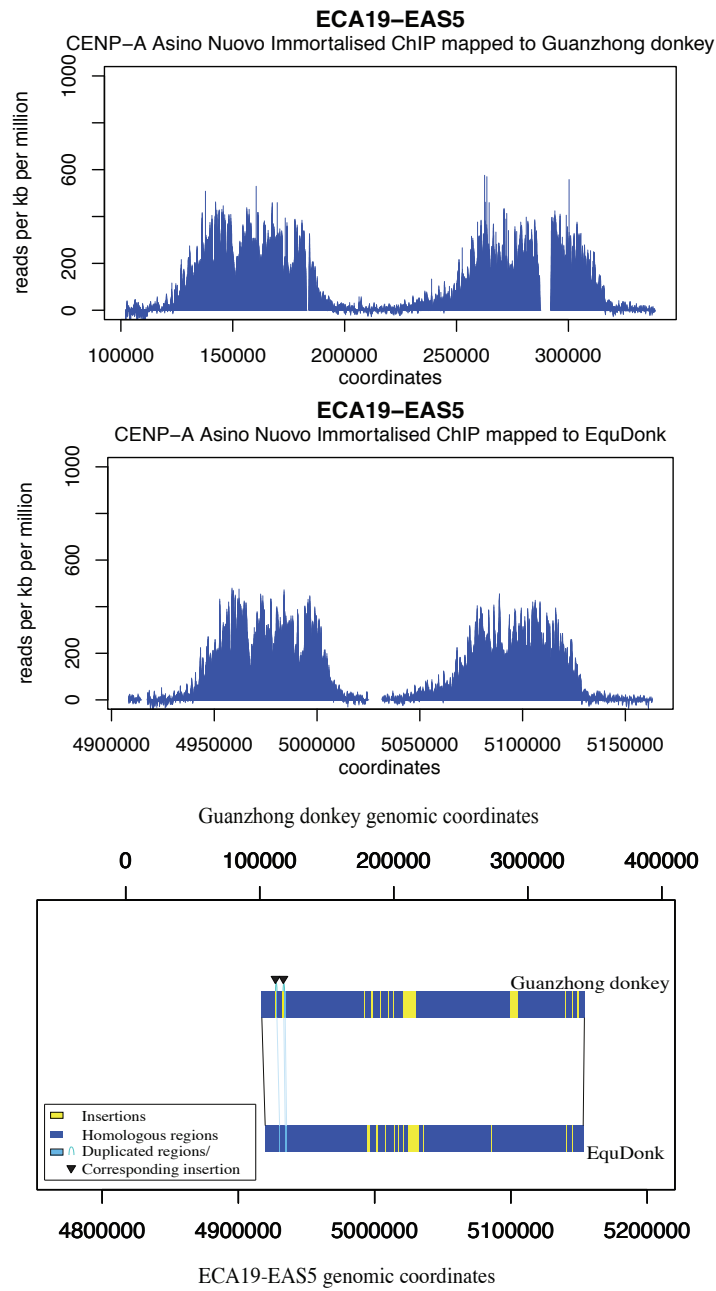 ECA19−EAS5
CENP−A Asino Nuovo Immortalised ChIP mapped to Guanzhong donkey
reads per kb per million
1000
600
200
0
100000 150000 200000 250000 300000
coordinates
ECA19−EAS5
CENP−A Asino Nuovo Immortalised ChIP mapped to EquDonk
reads per kb per million
1000
600
200
0
4900000 4950000 5000000 5050000 5100000 5150000
coordinates
Guanzhong donkey genomic coordinates
0 100000 200000 300000 400000
Guanzhong donkey
Insertions
Homologous regions
Duplicated regions/
Corresponding insertion
EquDonk
4800000 4900000 5000000 5100000 5200000
ECA19-EAS5 genomic coordinates